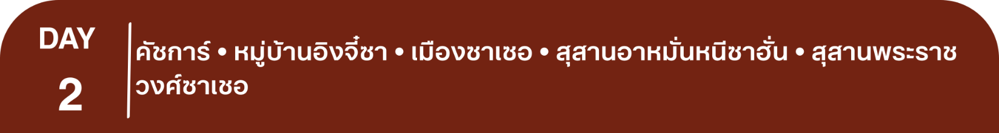 DAY
2
คัชการ์ • หมู่บ้านอิงจี๋ซา • เมืองซาเซอ • สุสานอาหมั่นหนีซาฮั่น • สุสานพระราช
วงศ์ซาเชอ